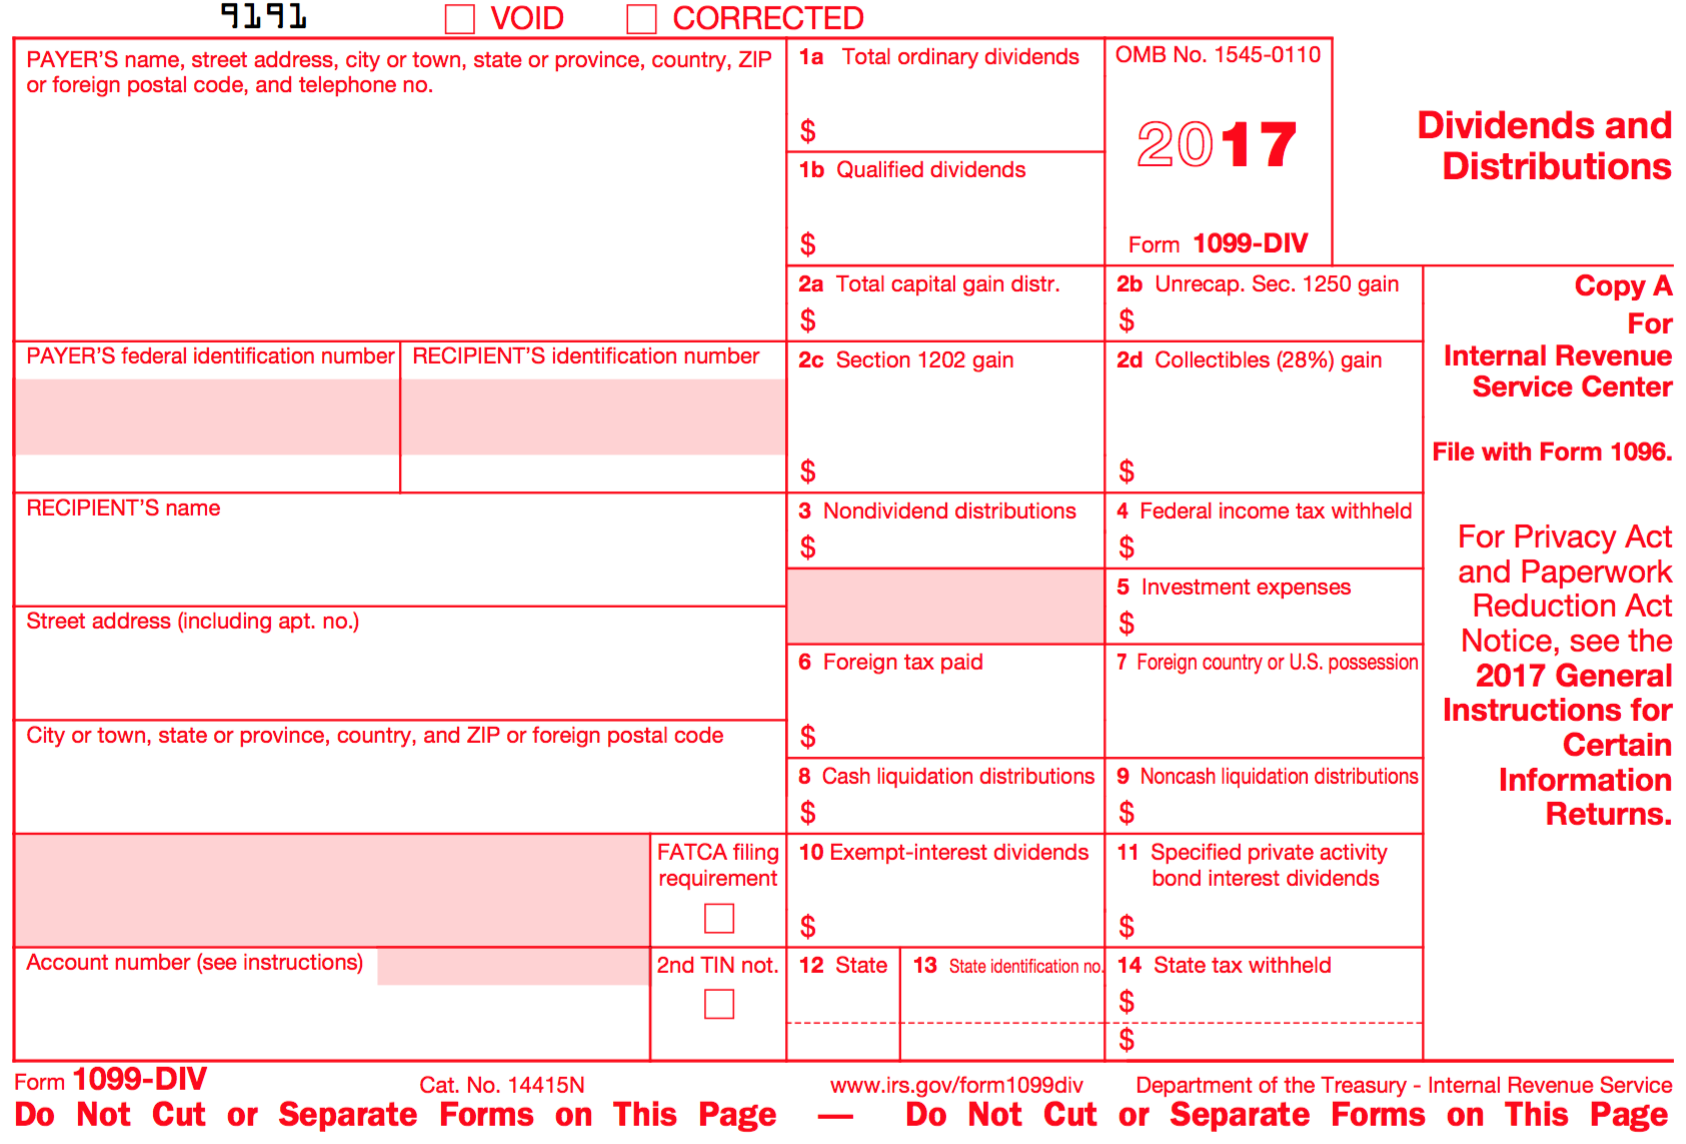 9191 VOID CORRECTED
PAYER'S name, street address, city or town, state or province, country, ZIP
or foreign postal code, and telephone no.
1a Total ordinary dividends
$
1b Qualified dividends
$
OMB No. 1545-0110
2017
Form 1099-DIV
Dividends and
Distributions
2a Total capital gain distr.
$
2b Unrecap. Sec. 1250 gain
$
Copy A
For
Internal Revenue
Service Center
File with Form 1096.
PAYER'S federal identification number
RECIPIENT'S identification number
2c Section 1202 gain
$
2d Collectibles (28%) gain
$
RECIPIENT'S name
3 Nondividend distributions
$
4 Federal income tax withheld
$
5 Investment expenses
$
For Privacy Act
and Paperwork
Reduction Act
Notice, see the
2017 General
Instructions for
Certain
Information
Returns.
Street address (including apt. no.)
6 Foreign tax paid
$
7 Foreign country or U.S. possession
City or town, state or province, country, and ZIP or foreign postal code
8 Cash liquidation distributions
$
9 Noncash liquidation distributions
$
FATCA filing
requirement
10 Exempt-interest dividends
$
11 Specified private activity
bond interest dividends
$
Account number (see instructions)
2nd TIN not.
12 State
13 State identification no.
14 State tax withheld
$
$
Form 1099-DIV Cat. No. 14415N www.irs.gov/form1099div Department of the Treasury - Internal Revenue Service
Do Not Cut or Separate Forms on This Page — Do Not Cut or Separate Forms on This Page